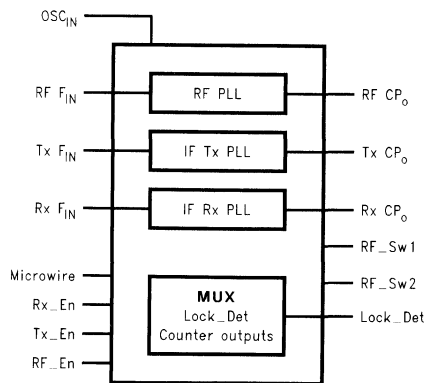 OSC_IN
RF F_IN
RF PLL
RF CP_o
Tx F_IN
IF Tx PLL
Tx CP_o
Rx F_IN
IF Rx PLL
Rx CP_o
RF_Sw1
Microwire
RF_Sw2
MUX
Rx_En
Lock_Det
Lock_Det
Tx_En
Counter outputs
RF_En